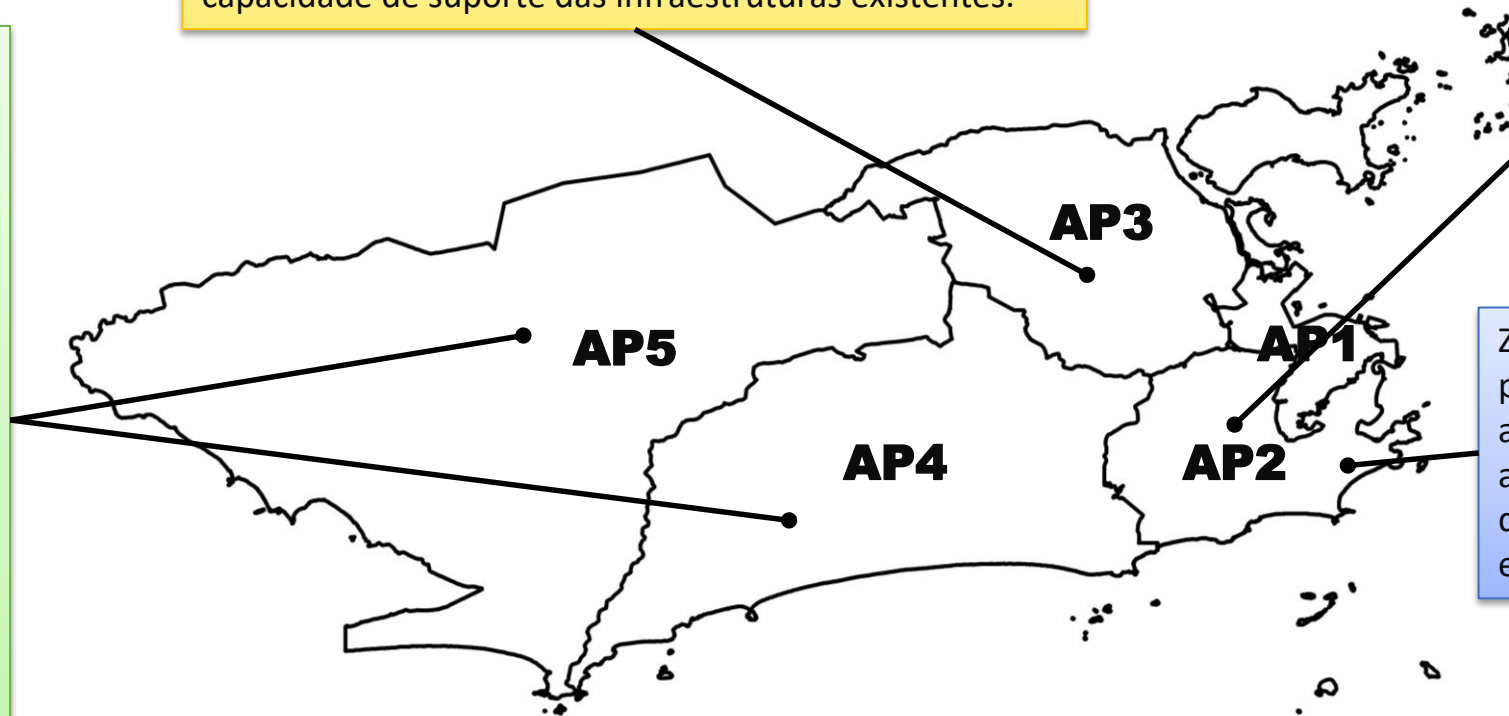 capacidade de suporte das infraestruturas existentes.
AP3
AP1
AP5
AP4
AP2